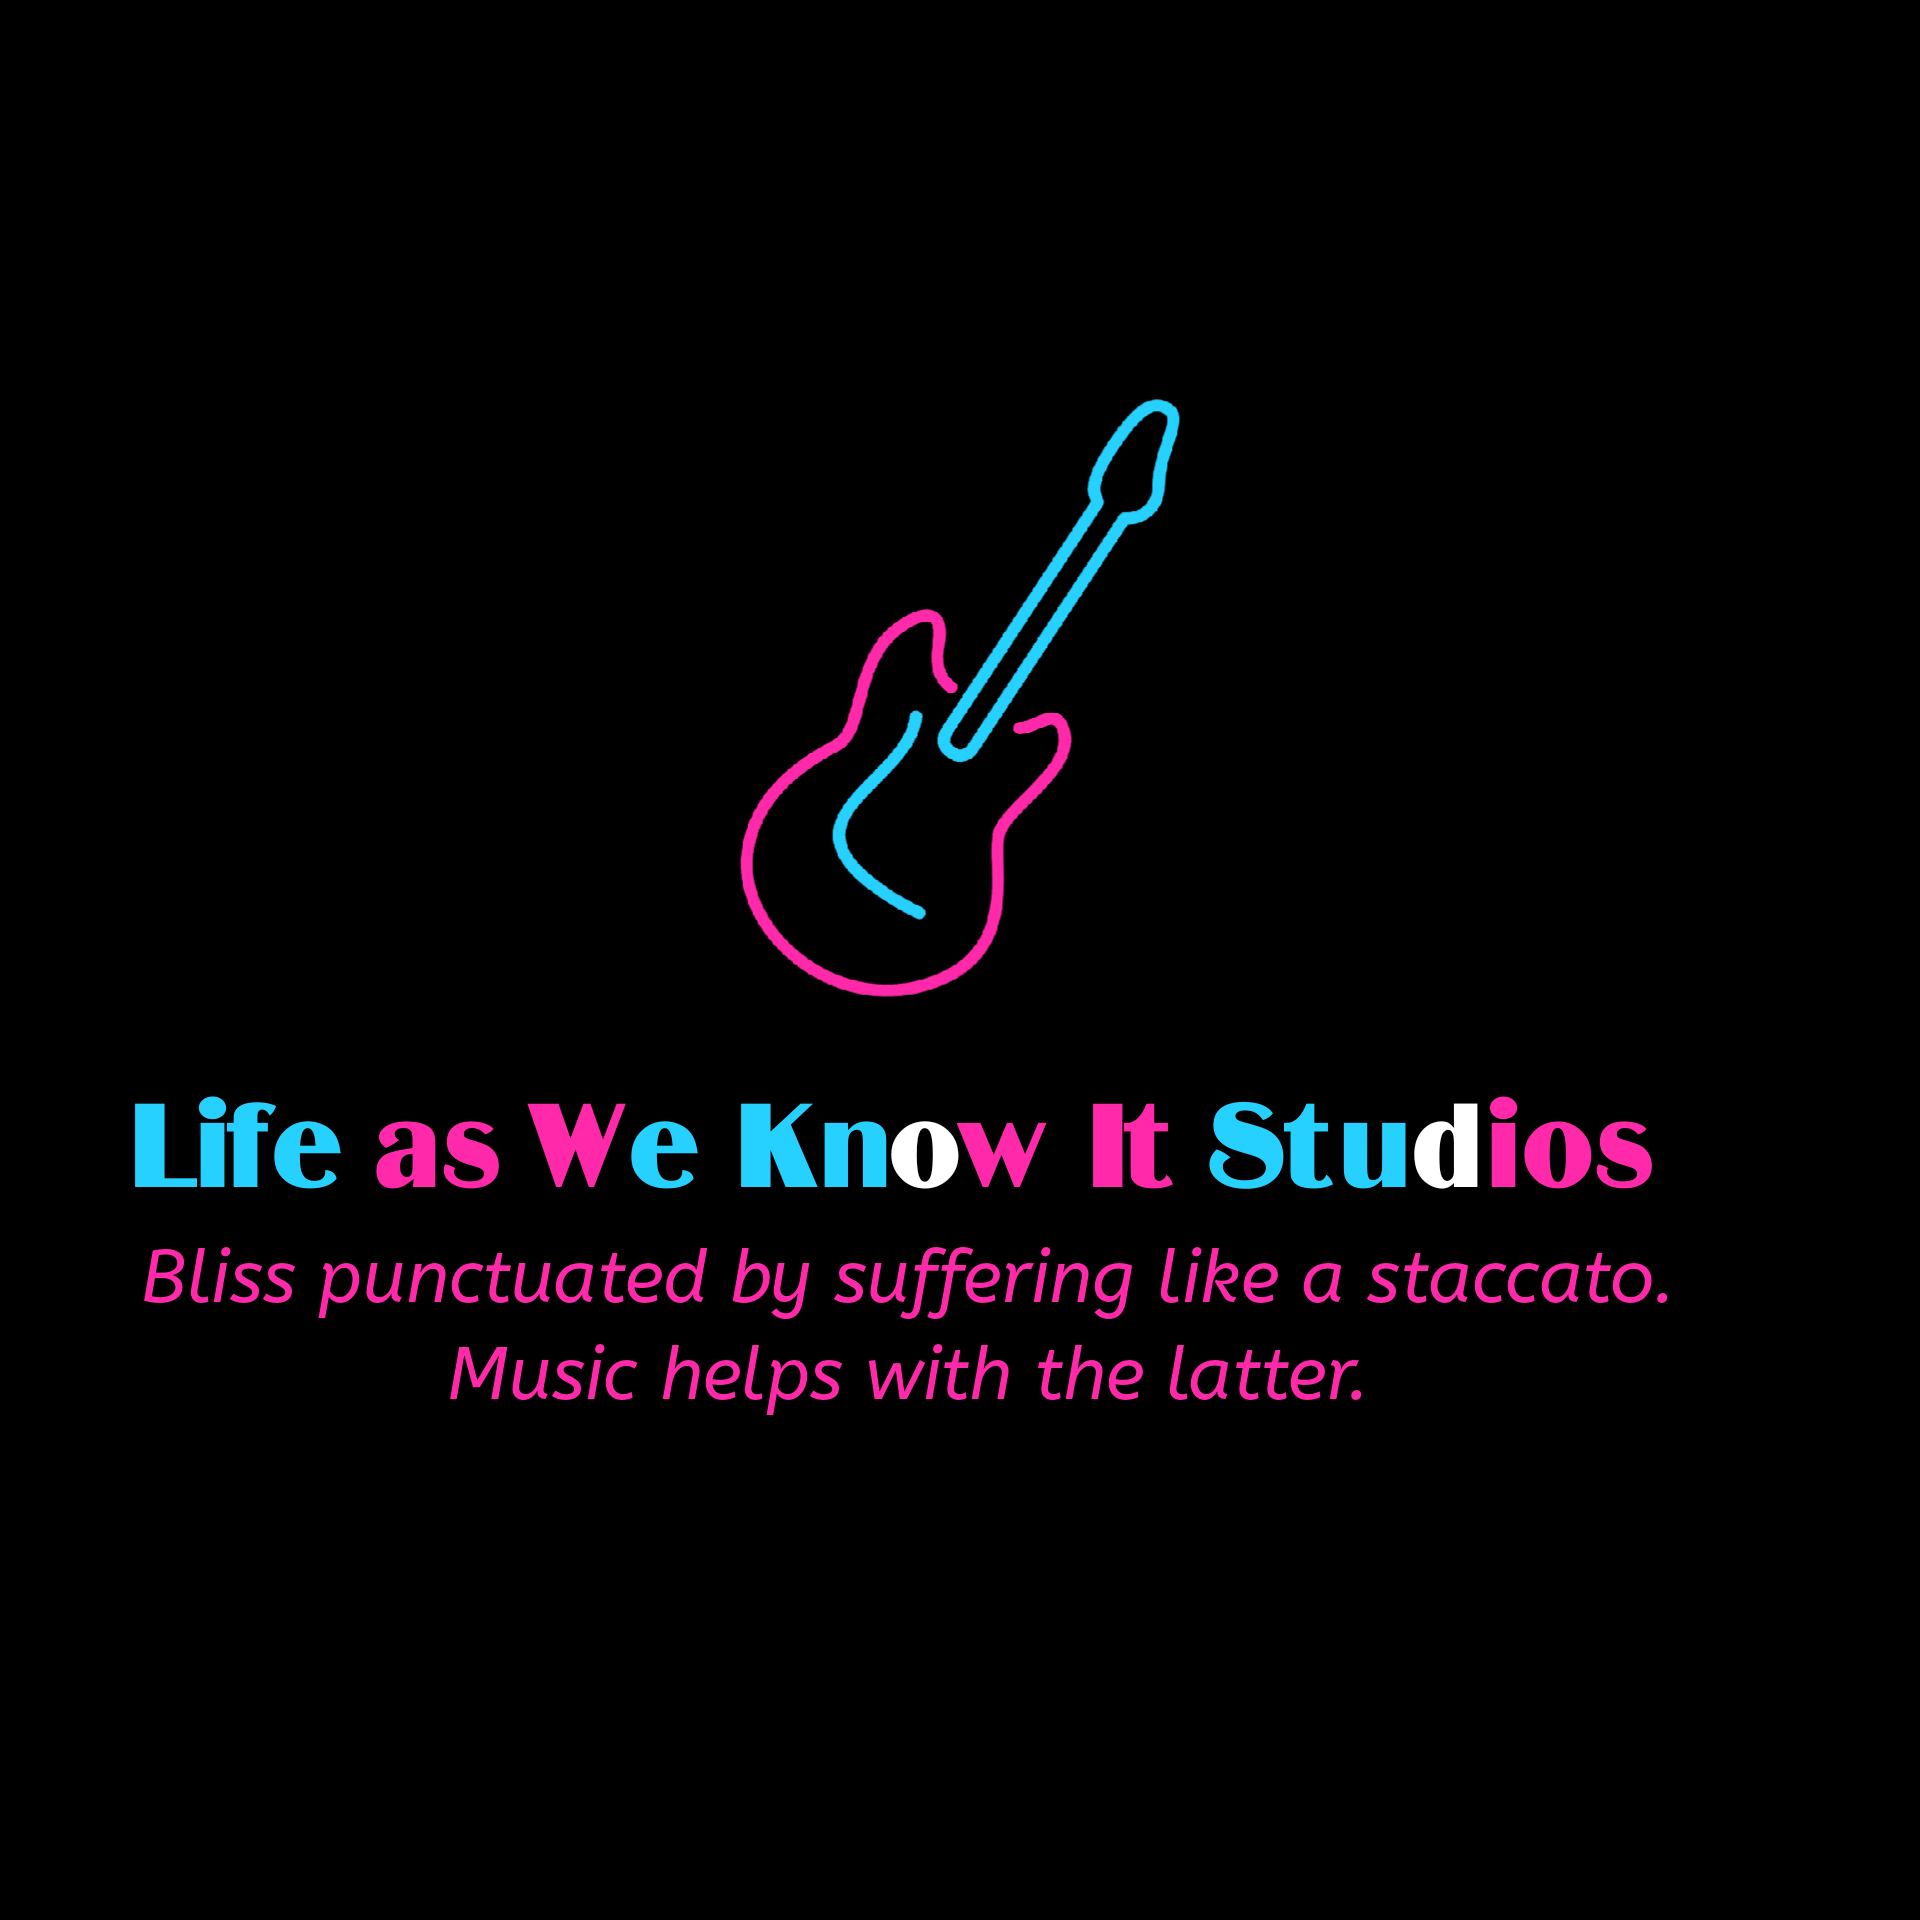 Life as We Know It Studios
Bliss punctuated by suffering like a staccato.
Music helps with the latter.